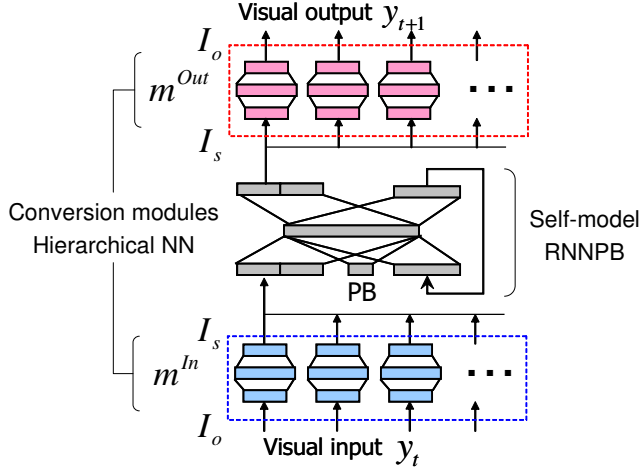 Visual output y_{t+1}
I_o
m^{Out}
I_s
Conversion modules
Hierarchical NN
Self-model
RNNPB
PB
I_s
m^{In}
I_o
Visual input y_t